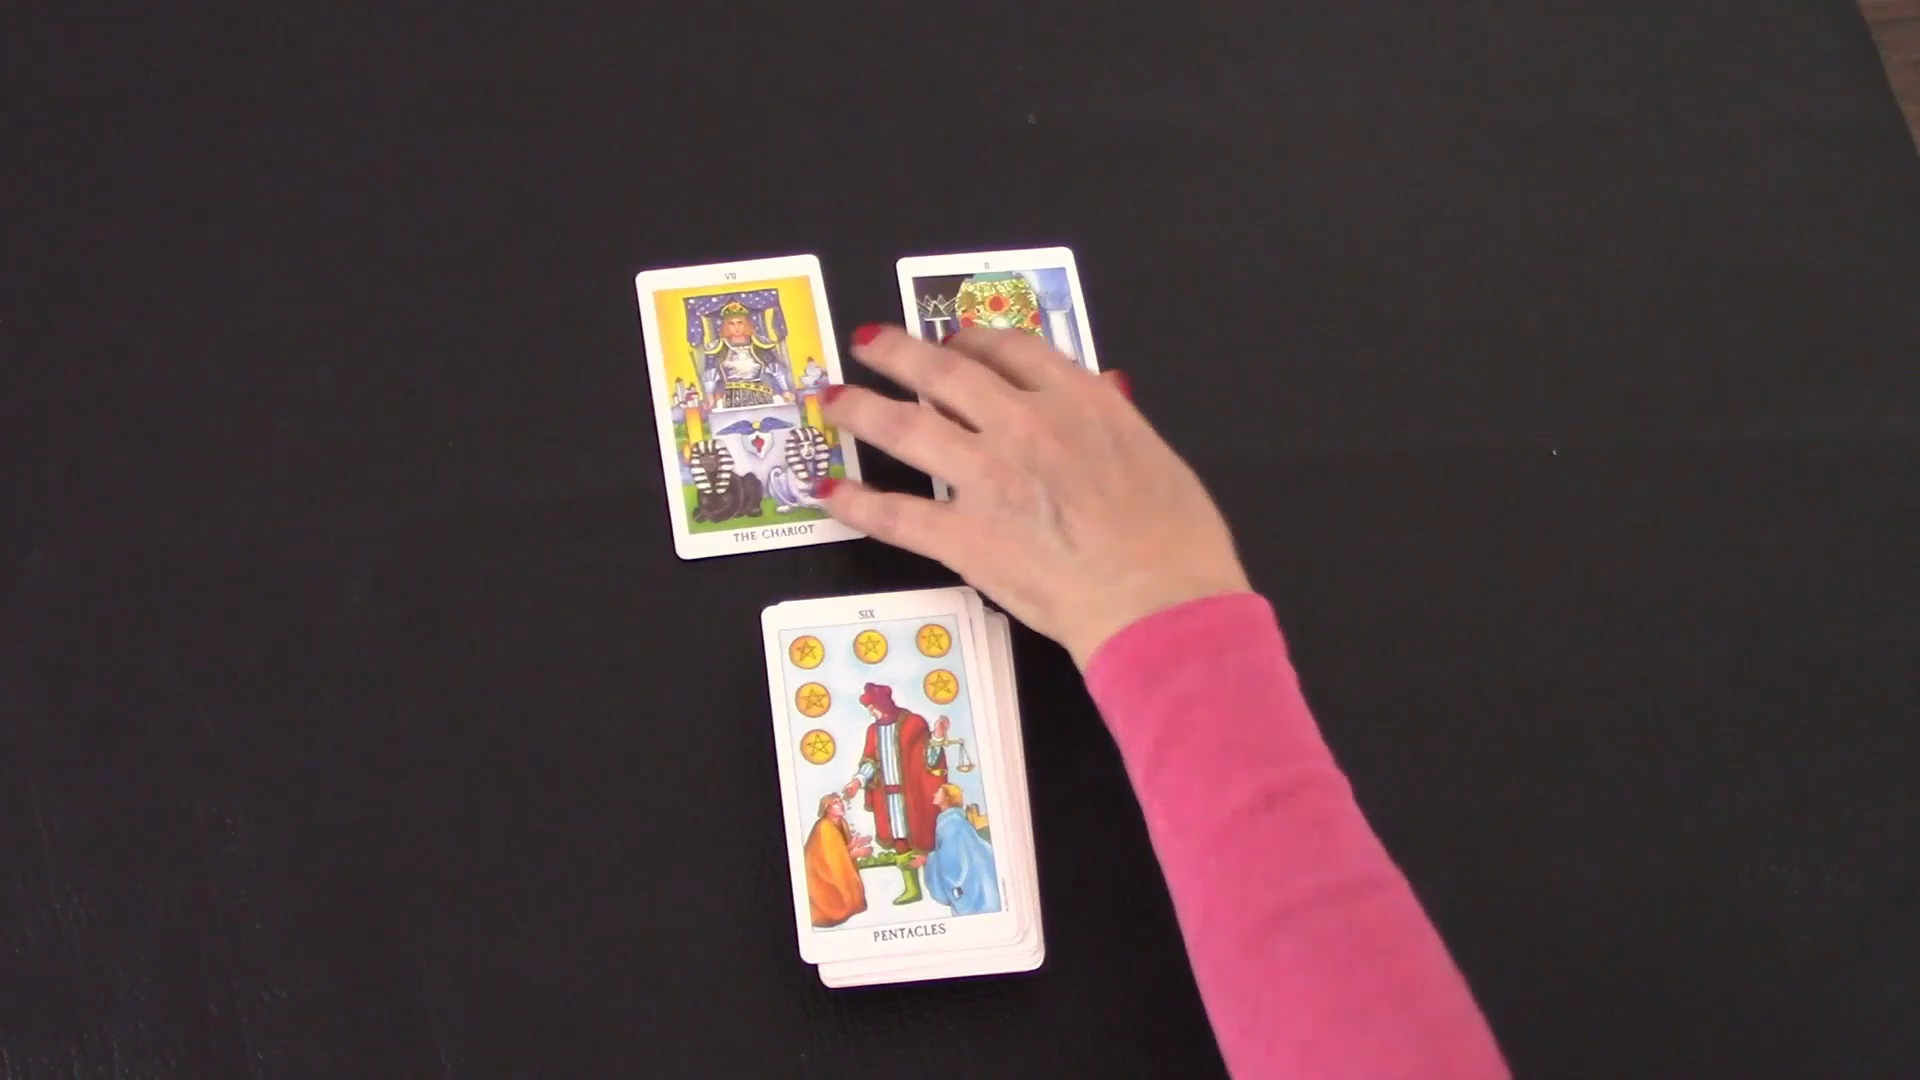 VII
THE CHARIOT
II
SIX
PENTACLES